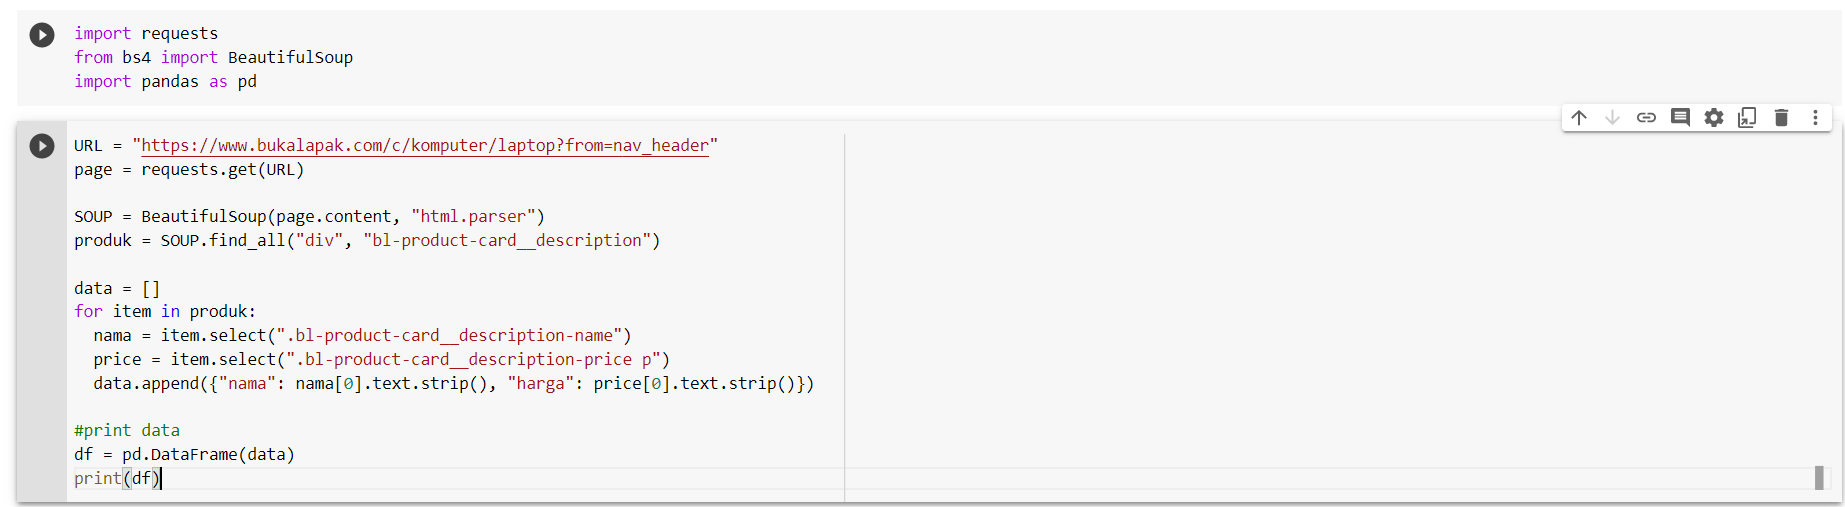 import requests
from bs4 import BeautifulSoup
import pandas as pd
URL = "https://www.bukalapak.com/c/komputer/laptop?from=nav_header"
page = requests.get(URL)
SOUP = BeautifulSoup(page.content, "html.parser")
produk = SOUP.find_all("div", "bl-product-card__description")
data = []
for item in produk:
  nama = item.select(".bl-product-card__description-name")
  price = item.select(".bl-product-card__description-price p")
  data.append({"nama": nama[0].text.strip(), "harga": price[0].text.strip()})
#print data
df = pd.DataFrame(data)
print(df)